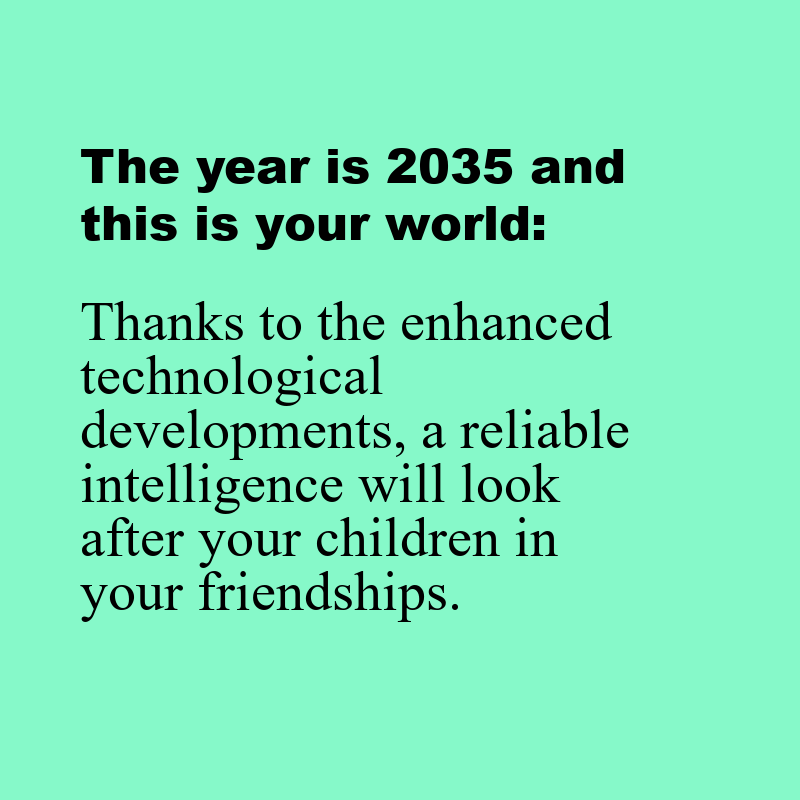 The year is 2035 and
this is your world:
Thanks to the enhanced
technological
developments, a reliable
intelligence will look
after your children in
your friendships.